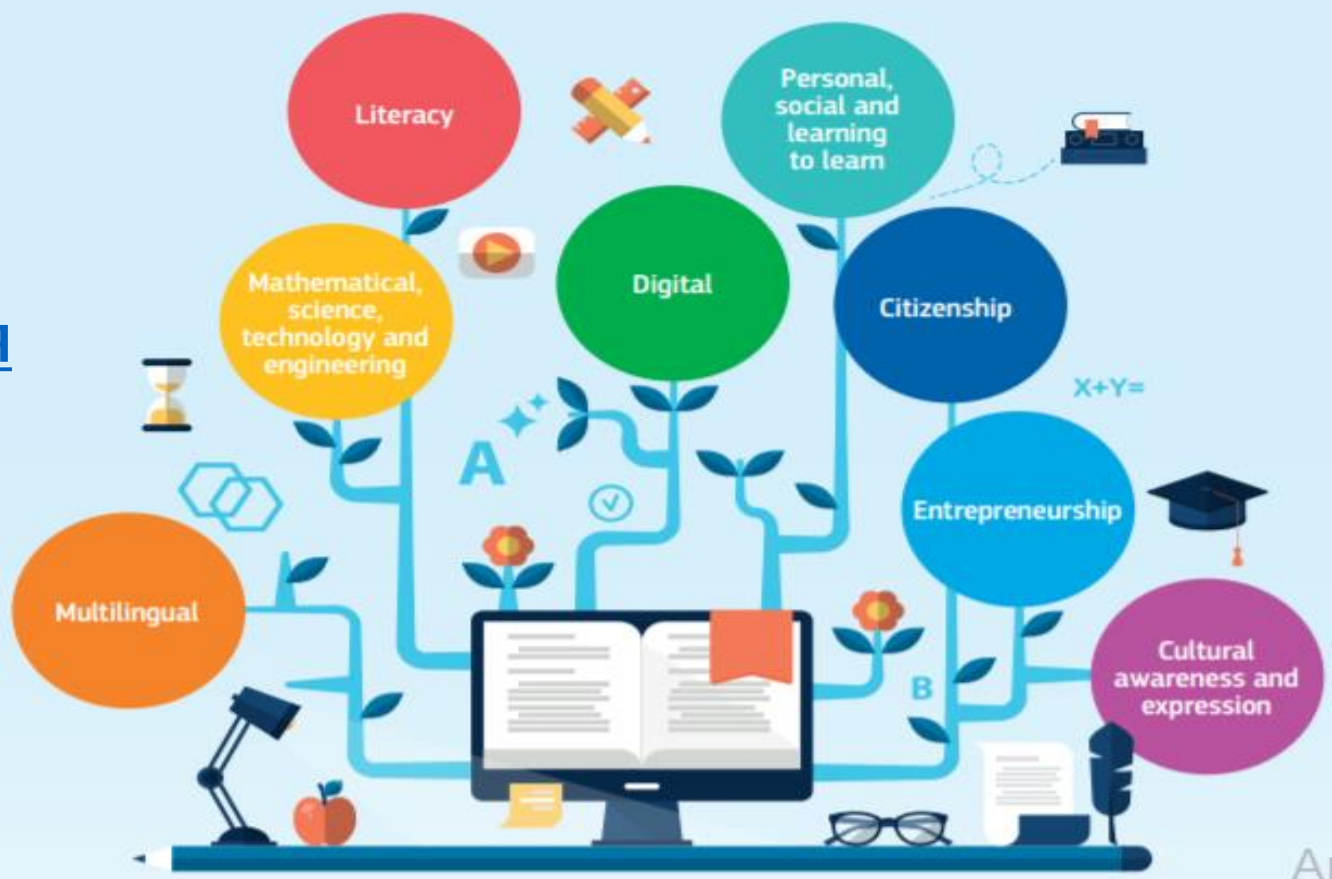 Literacy
Personal,
social and
learning
to learn
Mathematical,
science,
technology and
engineering
Digital
Citizenship
X+Y=
A
Entrepreneurship
Multilingual
Cultural
awareness and
expression
B